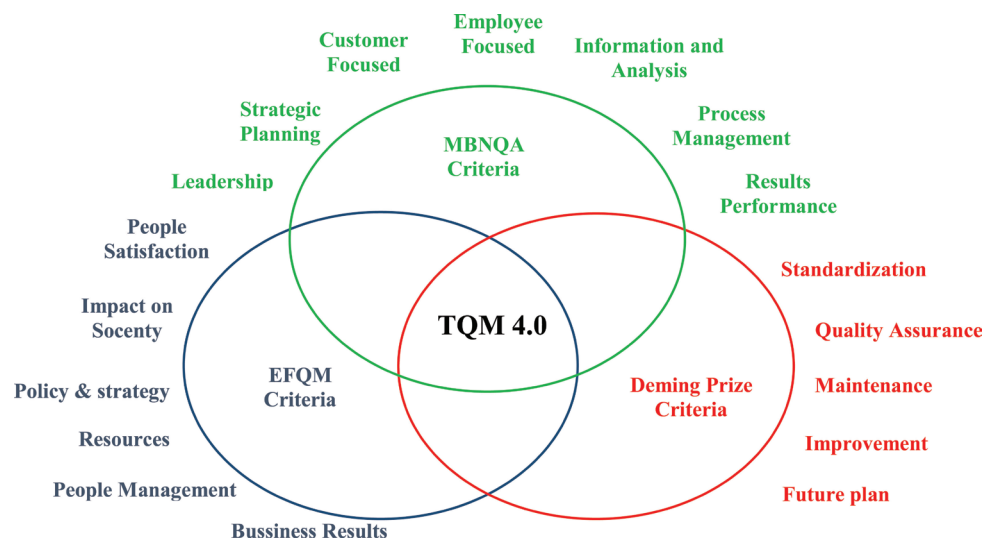 Employee
Focused
Customer
Focused
Information and
Analysis
Strategic
Planning
Process
Management
MBNQA
Criteria
Leadership
Results
Performance
People
Satisfaction
Standardization
Impact on
Socenty
TQM 4.0
Quality Assurance
EFQM
Criteria
Deming Prize
Criteria
Policy & strategy
Maintenance
Resources
Improvement
People Management
Future plan
Bussiness Results